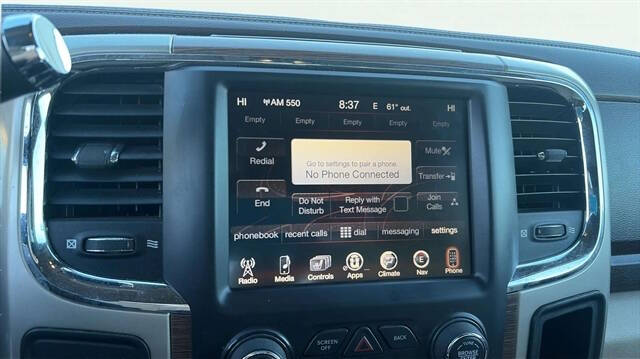 HI AM 550 8:37 E 61° out. HI
Empty Empty Empty Empty Empty
Redial
Go to settings to pair a phone.
No Phone Connected
Mute
Transfer
End
Do Not Disturb
Reply with Text Message
Join Calls
phonebook recent calls dial messaging settings
Radio Media Controls Apps Climate Nav Phone
SCREEN OFF
BACK
TUNE